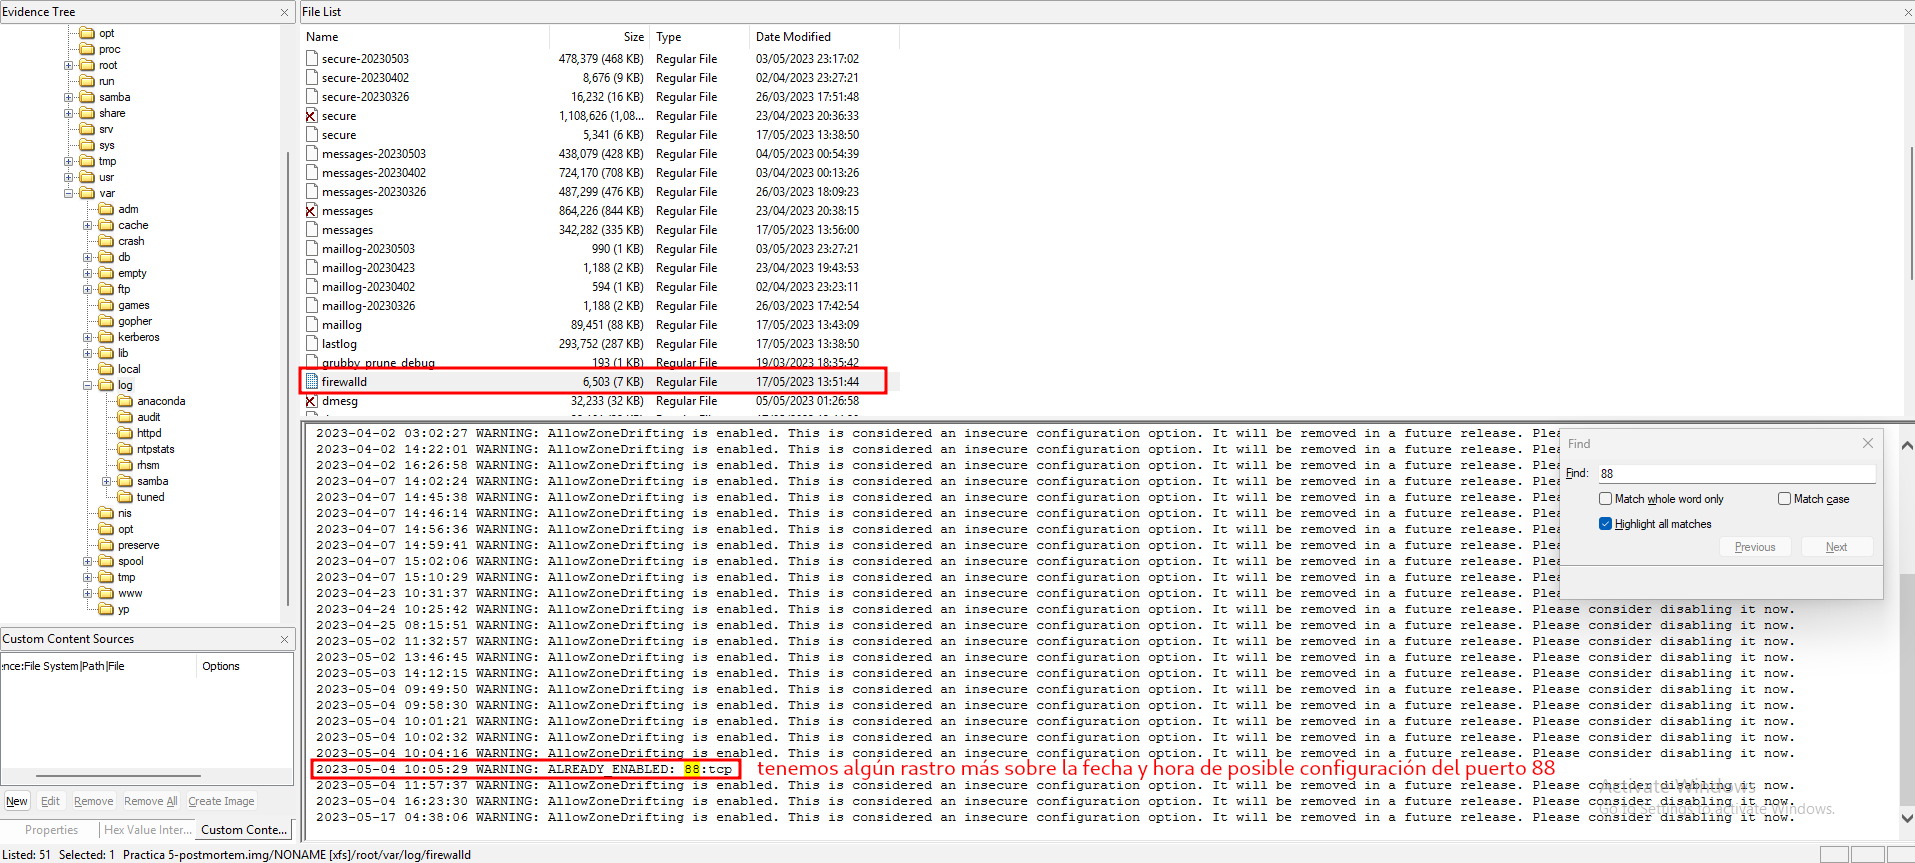 Evidence Tree
opt
proc
root
run
samba
share
srv
sys
tmp
usr
var
adm
cache
crash
db
empty
ftp
games
gopher
kerberos
lib
local
log
anaconda
audit
httpd
ntpstats
rhsm
samba
tuned
nis
opt
preserve
spool
tmp
www
yp
Custom Content Sources
nce:File System|Path|File Options
New Edit Remove Remove All Create Image
Properties Hex Value Inter... Custom Conte...
File List
Name Size Type Date Modified
secure-20230503 478,379 (468 KB) Regular File 03/05/2023 23:17:02
secure-20230402 8,676 (9 KB) Regular File 02/04/2023 23:27:21
secure-20230326 16,232 (16 KB) Regular File 26/03/2023 17:51:48
secure 1,108,626 (1,08... Regular File 23/04/2023 20:36:33
secure 5,341 (6 KB) Regular File 17/05/2023 13:38:50
messages-20230503 438,079 (428 KB) Regular File 04/05/2023 00:54:39
messages-20230402 724,170 (708 KB) Regular File 03/04/2023 00:13:26
messages-20230326 487,299 (476 KB) Regular File 26/03/2023 18:09:23
messages 864,226 (844 KB) Regular File 23/04/2023 20:38:15
messages 342,282 (335 KB) Regular File 17/05/2023 13:56:00
maillog-20230503 990 (1 KB) Regular File 03/05/2023 23:27:21
maillog-20230423 1,188 (2 KB) Regular File 23/04/2023 19:43:53
maillog-20230402 594 (1 KB) Regular File 02/04/2023 23:23:11
maillog-20230326 1,188 (2 KB) Regular File 26/03/2023 17:42:54
maillog 89,451 (88 KB) Regular File 17/05/2023 13:43:09
lastlog 293,752 (287 KB) Regular File 17/05/2023 13:38:50
grubby_prune_debug 193 (1 KB) Regular File 19/03/2023 18:35:42
firewalld 6,503 (7 KB) Regular File 17/05/2023 13:51:44
dmesg 32,233 (32 KB) Regular File 05/05/2023 01:26:58
2023-04-02 03:02:27 WARNING: AllowZoneDrifting is enabled. This is considered an insecure configuration option. It will be removed in a future release. Plea
2023-04-02 14:22:01 WARNING: AllowZoneDrifting is enabled. This is considered an insecure configuration option. It will be removed in a future release. Plea
2023-04-02 16:26:58 WARNING: AllowZoneDrifting is enabled. This is considered an insecure configuration option. It will be removed in a future release. Plea
2023-04-07 14:02:24 WARNING: AllowZoneDrifting is enabled. This is considered an insecure configuration option. It will be removed in a future release. Plea
2023-04-07 14:45:38 WARNING: AllowZoneDrifting is enabled. This is considered an insecure configuration option. It will be removed in a future release. Plea
2023-04-07 14:46:14 WARNING: AllowZoneDrifting is enabled. This is considered an insecure configuration option. It will be removed in a future release. Plea
2023-04-07 14:56:36 WARNING: AllowZoneDrifting is enabled. This is considered an insecure configuration option. It will be removed in a future release. Plea
2023-04-07 14:59:41 WARNING: AllowZoneDrifting is enabled. This is considered an insecure configuration option. It will be removed in a future release. Plea
2023-04-07 15:02:06 WARNING: AllowZoneDrifting is enabled. This is considered an insecure configuration option. It will be removed in a future release. Plea
2023-04-07 15:10:29 WARNING: AllowZoneDrifting is enabled. This is considered an insecure configuration option. It will be removed in a future release. Plea
2023-04-23 10:31:37 WARNING: AllowZoneDrifting is enabled. This is considered an insecure configuration option. It will be removed in a future release. Plea
2023-04-24 10:25:42 WARNING: AllowZoneDrifting is enabled. This is considered an insecure configuration option. It will be removed in a future release. Please consider disabling it now.
2023-04-25 08:15:51 WARNING: AllowZoneDrifting is enabled. This is considered an insecure configuration option. It will be removed in a future release. Please consider disabling it now.
2023-05-02 11:32:57 WARNING: AllowZoneDrifting is enabled. This is considered an insecure configuration option. It will be removed in a future release. Please consider disabling it now.
2023-05-02 13:46:45 WARNING: AllowZoneDrifting is enabled. This is considered an insecure configuration option. It will be removed in a future release. Please consider disabling it now.
2023-05-03 14:12:15 WARNING: AllowZoneDrifting is enabled. This is considered an insecure configuration option. It will be removed in a future release. Please consider disabling it now.
2023-05-04 09:49:50 WARNING: AllowZoneDrifting is enabled. This is considered an insecure configuration option. It will be removed in a future release. Please consider disabling it now.
2023-05-04 09:58:30 WARNING: AllowZoneDrifting is enabled. This is considered an insecure configuration option. It will be removed in a future release. Please consider disabling it now.
2023-05-04 10:01:21 WARNING: AllowZoneDrifting is enabled. This is considered an insecure configuration option. It will be removed in a future release. Please consider disabling it now.
2023-05-04 10:02:32 WARNING: AllowZoneDrifting is enabled. This is considered an insecure configuration option. It will be removed in a future release. Please consider disabling it now.
2023-05-04 10:04:16 WARNING: AllowZoneDrifting is enabled. This is considered an insecure configuration option. It will be removed in a future release. Please consider disabling it now.
2023-05-04 10:05:29 WARNING: ALREADY_ENABLED: 88:tcp tenemos algún rastro más sobre la fecha y hora de posible configuración del puerto 88
2023-05-04 11:57:37 WARNING: AllowZoneDrifting is enabled. This is considered an insecure configuration option. It will be removed in a future release. Please consider disabling it now.
2023-05-04 16:23:30 WARNING: AllowZoneDrifting is enabled. This is considered an insecure configuration option. It will be removed in a future release. Please consider disabling it now.
2023-05-17 04:38:06 WARNING: AllowZoneDrifting is enabled. This is considered an insecure configuration option. It will be removed in a future release. Please consider disabling it now.
Find
Find: 88
Match whole word only Match case
Highlight all matches
Previous Next
Activate Windows
Go to Settings to activate Windows.
Listed: 51 Selected: 1 Practica 5-postmortem.img/NONAME [xfs]/root/var/log/firewalld